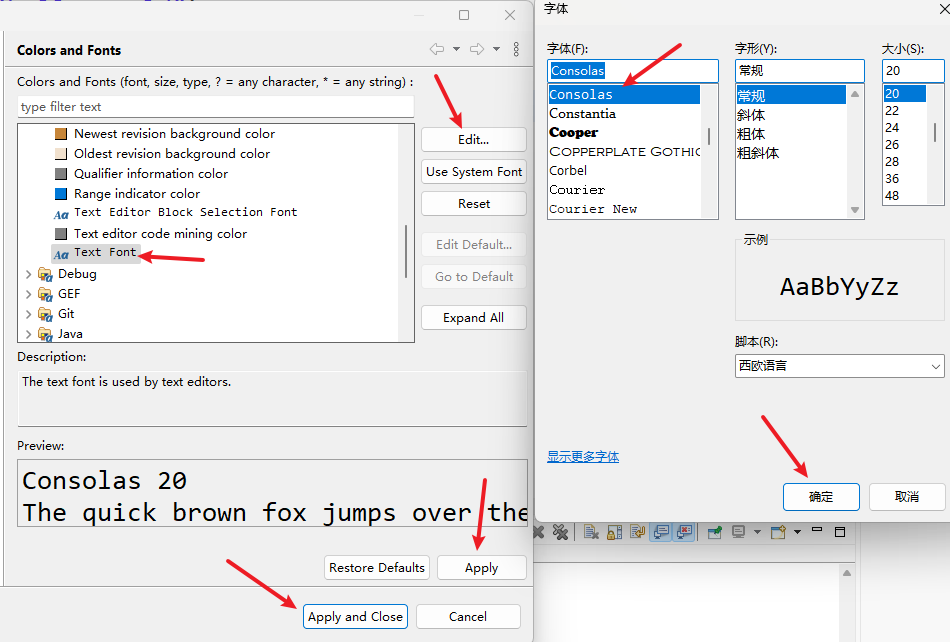 Colors and Fonts
Colors and Fonts (font, size, type, ? = any character, * = any string) :
type filter text
Newest revision background color
Oldest revision background color
Qualifier information color
Range indicator color
Aa Text Editor Block Selection Font
Text editor code mining color
Aa Text Font
Debug
GEF
Git
Java
Edit...
Use System Font
Reset
Edit Default...
Go to Default
Expand All
Description:
The text font is used by text editors.
Preview:
Consolas 20
The quick brown fox jumps over the
Restore Defaults
Apply
Apply and Close
Cancel
字体
字体(F):
Consolas
Consolas
Constantia
Cooper
Copperplate Gothic
Corbel
Courier
Courier New
字形(Y):
常规
常规
斜体
粗体
粗斜体
大小(S):
20
20
22
24
26
28
36
48
示例
AaBbYyZz
脚本(R):
西欧语言
显示更多字体
确定
取消